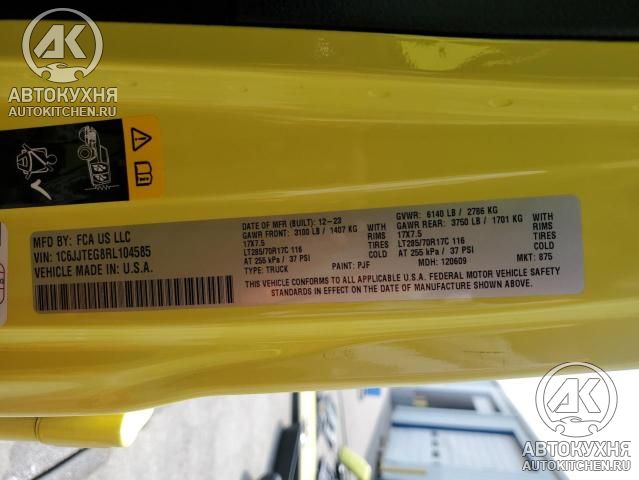 АК
АВТОКУХНЯ
AUTOKITCHEN.RU
MFD BY: FCA US LLC
VIN: 1C6JJTEG8RL104585
VEHICLE MADE IN: U.S.A.
DATE OF MFR (BUILT): 12-23
GAWR FRONT: 3100 LB / 1407 KG
17X7.5 RIMS
LT285/70R17C 116 TIRES
AT 255 kPa / 37 PSI COLD
TYPE: TRUCK
PAINT: PJF
GVWR: 6140 LB / 2786 KG
GAWR REAR: 3750 LB / 1701 KG WITH
17X7.5 RIMS
LT285/70R17C 116 TIRES
AT 255 kPa / 37 PSI COLD
MDH: 120609
MKT: 875
THIS VEHICLE CONFORMS TO ALL APPLICABLE U.S.A. FEDERAL MOTOR VEHICLE SAFETY
STANDARDS IN EFFECT ON THE DATE OF MANUFACTURE SHOWN ABOVE.
АК
АВТОКУХНЯ
AUTOKITCHEN.RU